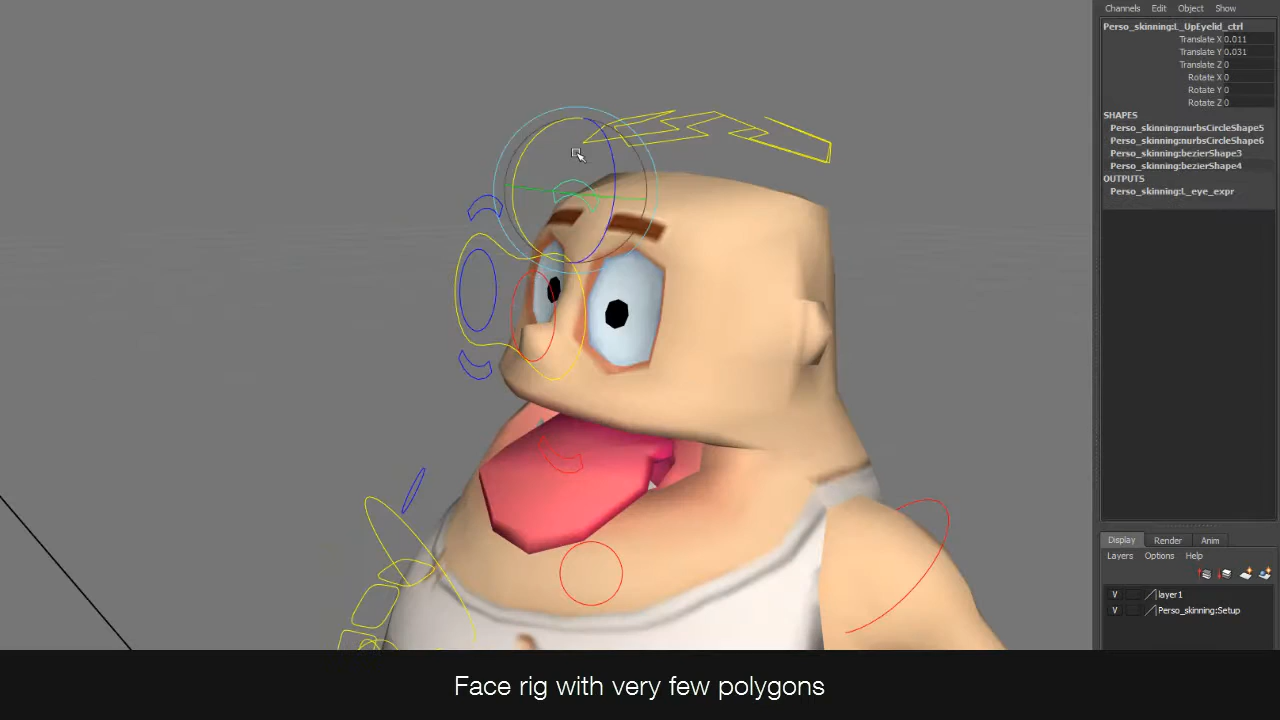 Channels Edit Object Show
Perso_skinning:L_UpEyelid_ctrl
Translate X 0.011
Translate Y 0.031
Translate Z 0
Rotate X 0
Rotate Y 0
Rotate Z 0
SHAPES
Perso_skinning:nurbsCircleShape5
Perso_skinning:nurbsCircleShape6
Perso_skinning:bezierShape3
Perso_skinning:bezierShape4
OUTPUTS
Perso_skinning:L_eye_expr
Display Render Anim
Layers Options Help
V layer1
V Perso_skinning:Setup
Face rig with very few polygons